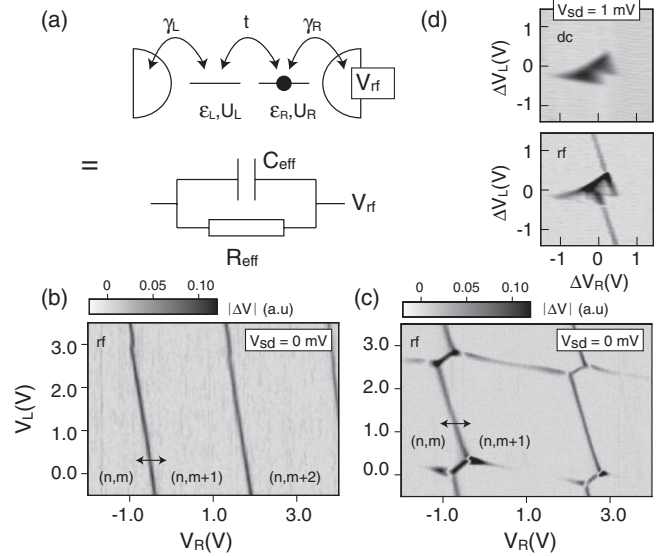 (a)
γL t γR
Vrf
εL,UL εR,UR
=
Ceff
Vrf
Reff
(b)
0 0.05 0.10
|ΔV| (a.u)
rf
Vsd = 0 mV
VL(V)
3.0
2.0
1.0
0.0
(n,m) (n,m+1) (n,m+2)
-1.0 1.0 3.0
VR(V)
(c)
0 0.05 0.10
|ΔV| (a.u)
rf
Vsd = 0 mV
3.0
2.0
1.0
0.0
(n,m) (n,m+1)
-1.0 1.0 3.0
VR(V)
(d)
Vsd = 1 mV
dc
ΔVL(V)
1
0
-1
rf
ΔVL(V)
1
0
-1
-1 0 1
ΔVR(V)